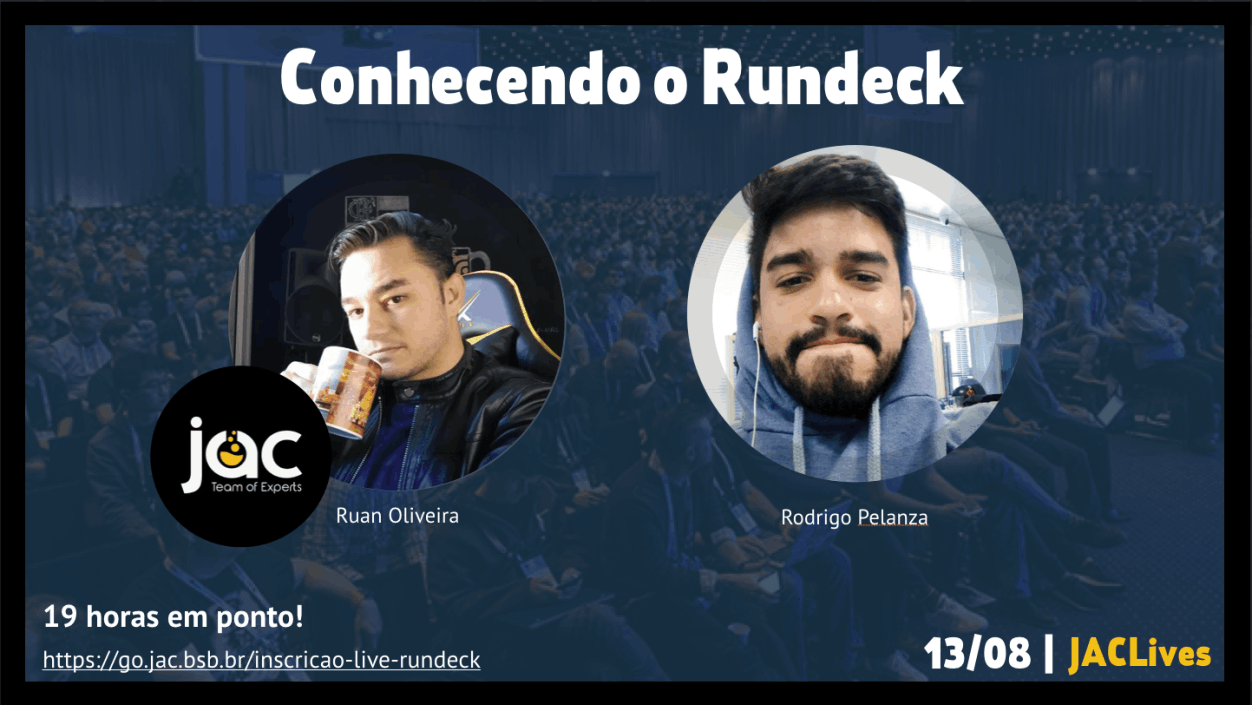 Conhecendo o Rundeck
jac
Team of Experts
Ruan Oliveira
Rodrigo Pelanza
19 horas em ponto!
https://go.jac.bsb.br/inscricao-live-rundeck
13/08 | JACLives